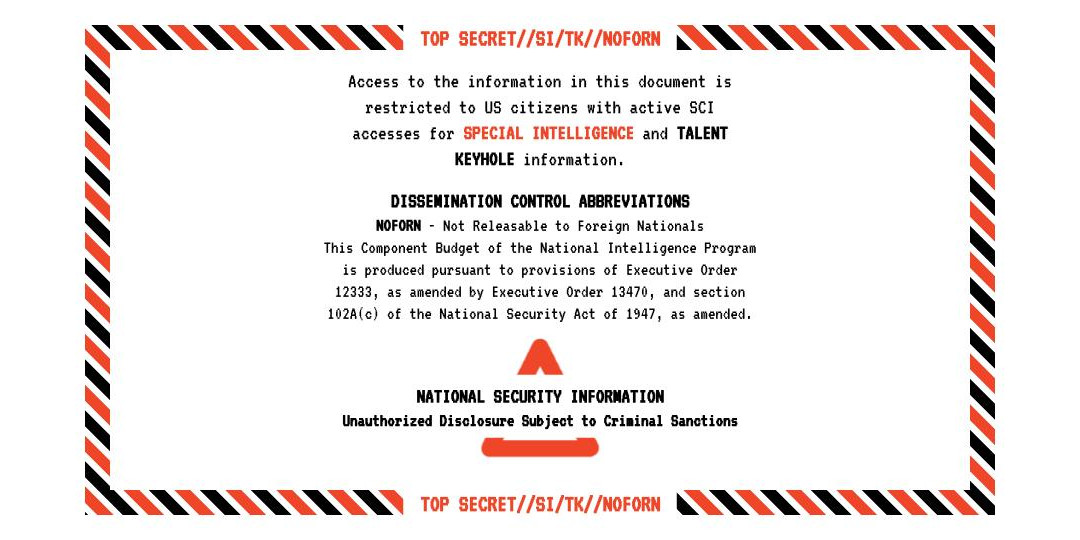 TOP SECRET//SI/TK//NOFORN
Access to the information in this document is
restricted to US citizens with active SCI
accesses for SPECIAL INTELLIGENCE and TALENT
KEYHOLE information.
DISSEMINATION CONTROL ABBREVIATIONS
NOFORN - Not Releasable to Foreign Nationals
This Component Budget of the National Intelligence Program
is produced pursuant to provisions of Executive Order
12333, as amended by Executive Order 13470, and section
102A(c) of the National Security Act of 1947, as amended.
NATIONAL SECURITY INFORMATION
Unauthorized Disclosure Subject to Criminal Sanctions
TOP SECRET//SI/TK//NOFORN